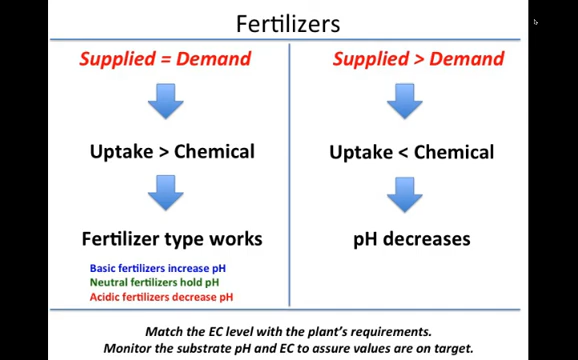 Fertilizers
Supplied = Demand
Uptake > Chemical
Fertilizer type works
Basic fertilizers increase pH
Neutral fertilizers hold pH
Acidic fertilizers decrease pH
Supplied > Demand
Uptake < Chemical
pH decreases
Match the EC level with the plant's requirements.
Monitor the substrate pH and EC to assure values are on target.